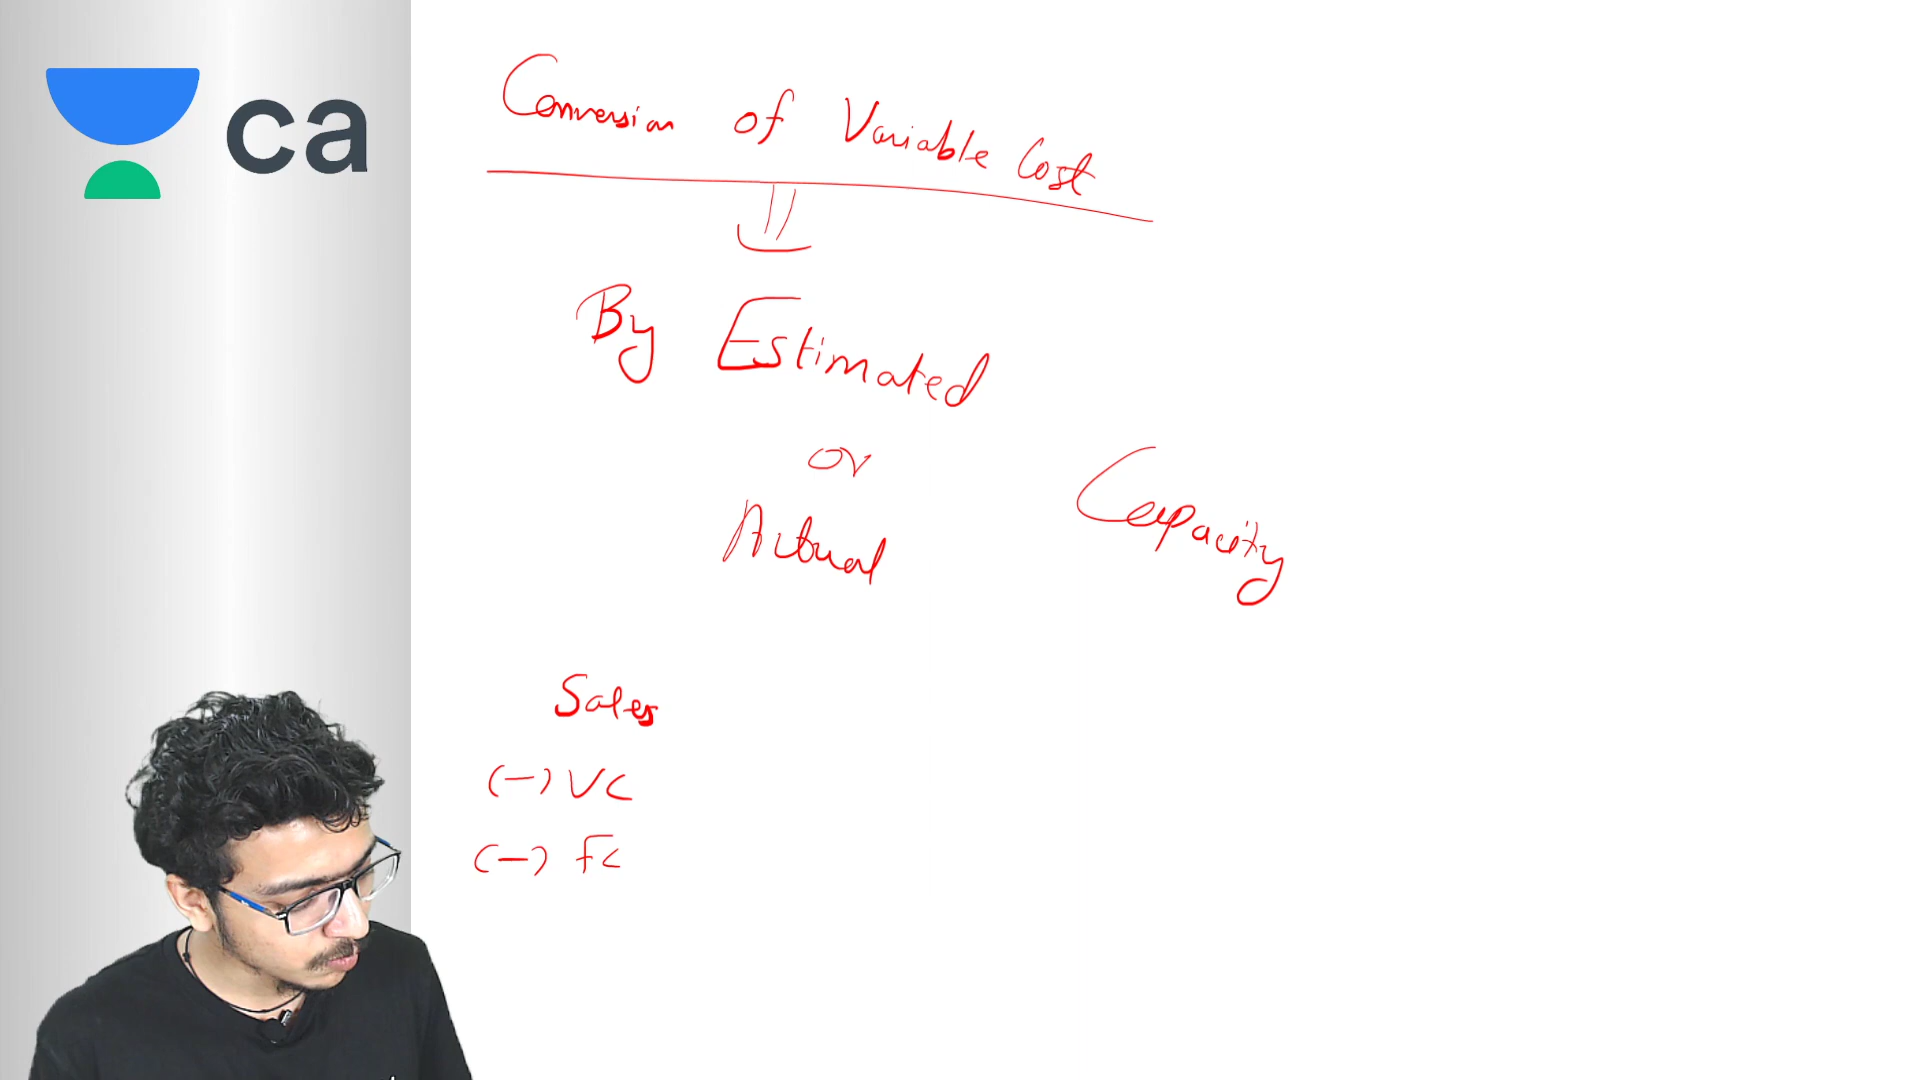 ca
Conversion of Variable Cost
By Estimated
or
Capacity
Actual
Sales
(-) VC
(-) FC